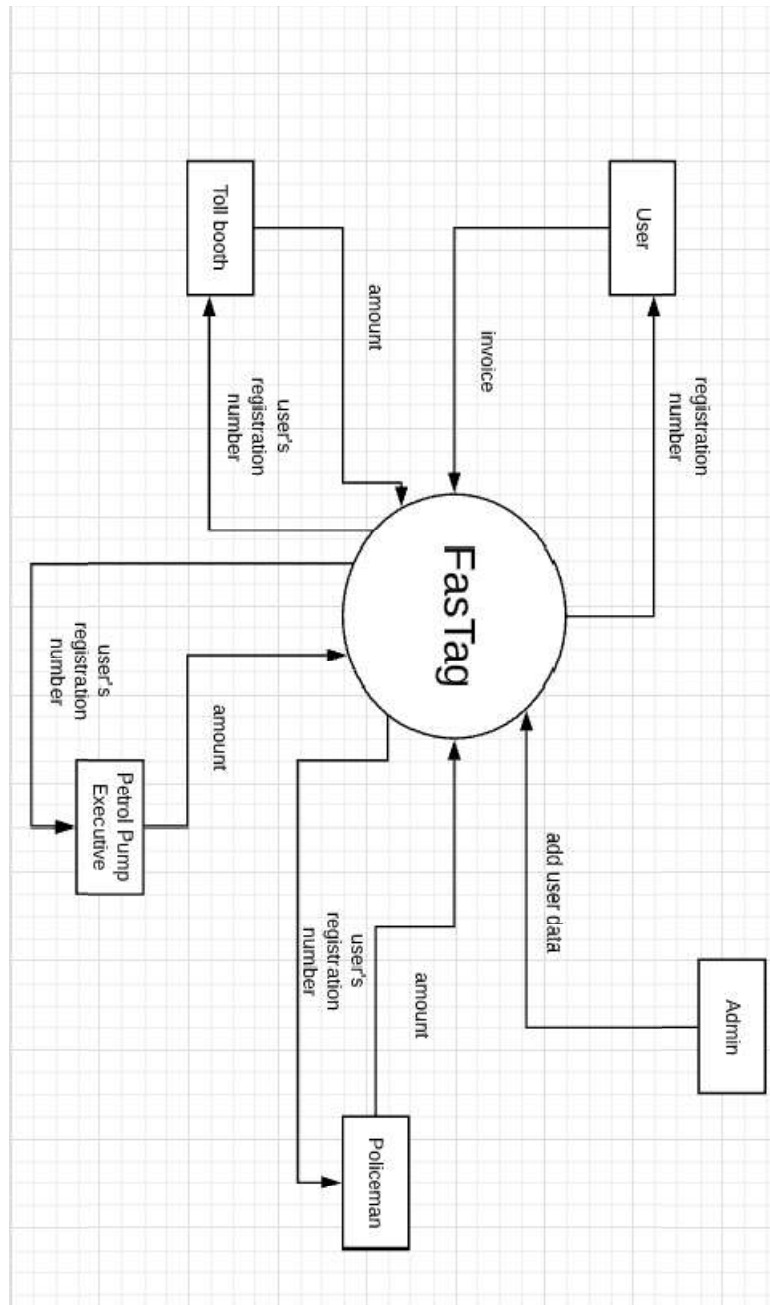 Admin
User
registration
number
add user data
invoice
FasTag
amount
Policeman
amount
user's
registration
number
Toll booth
user's
registration
number
amount
Petrol Pump
Executive
user's
registration
number